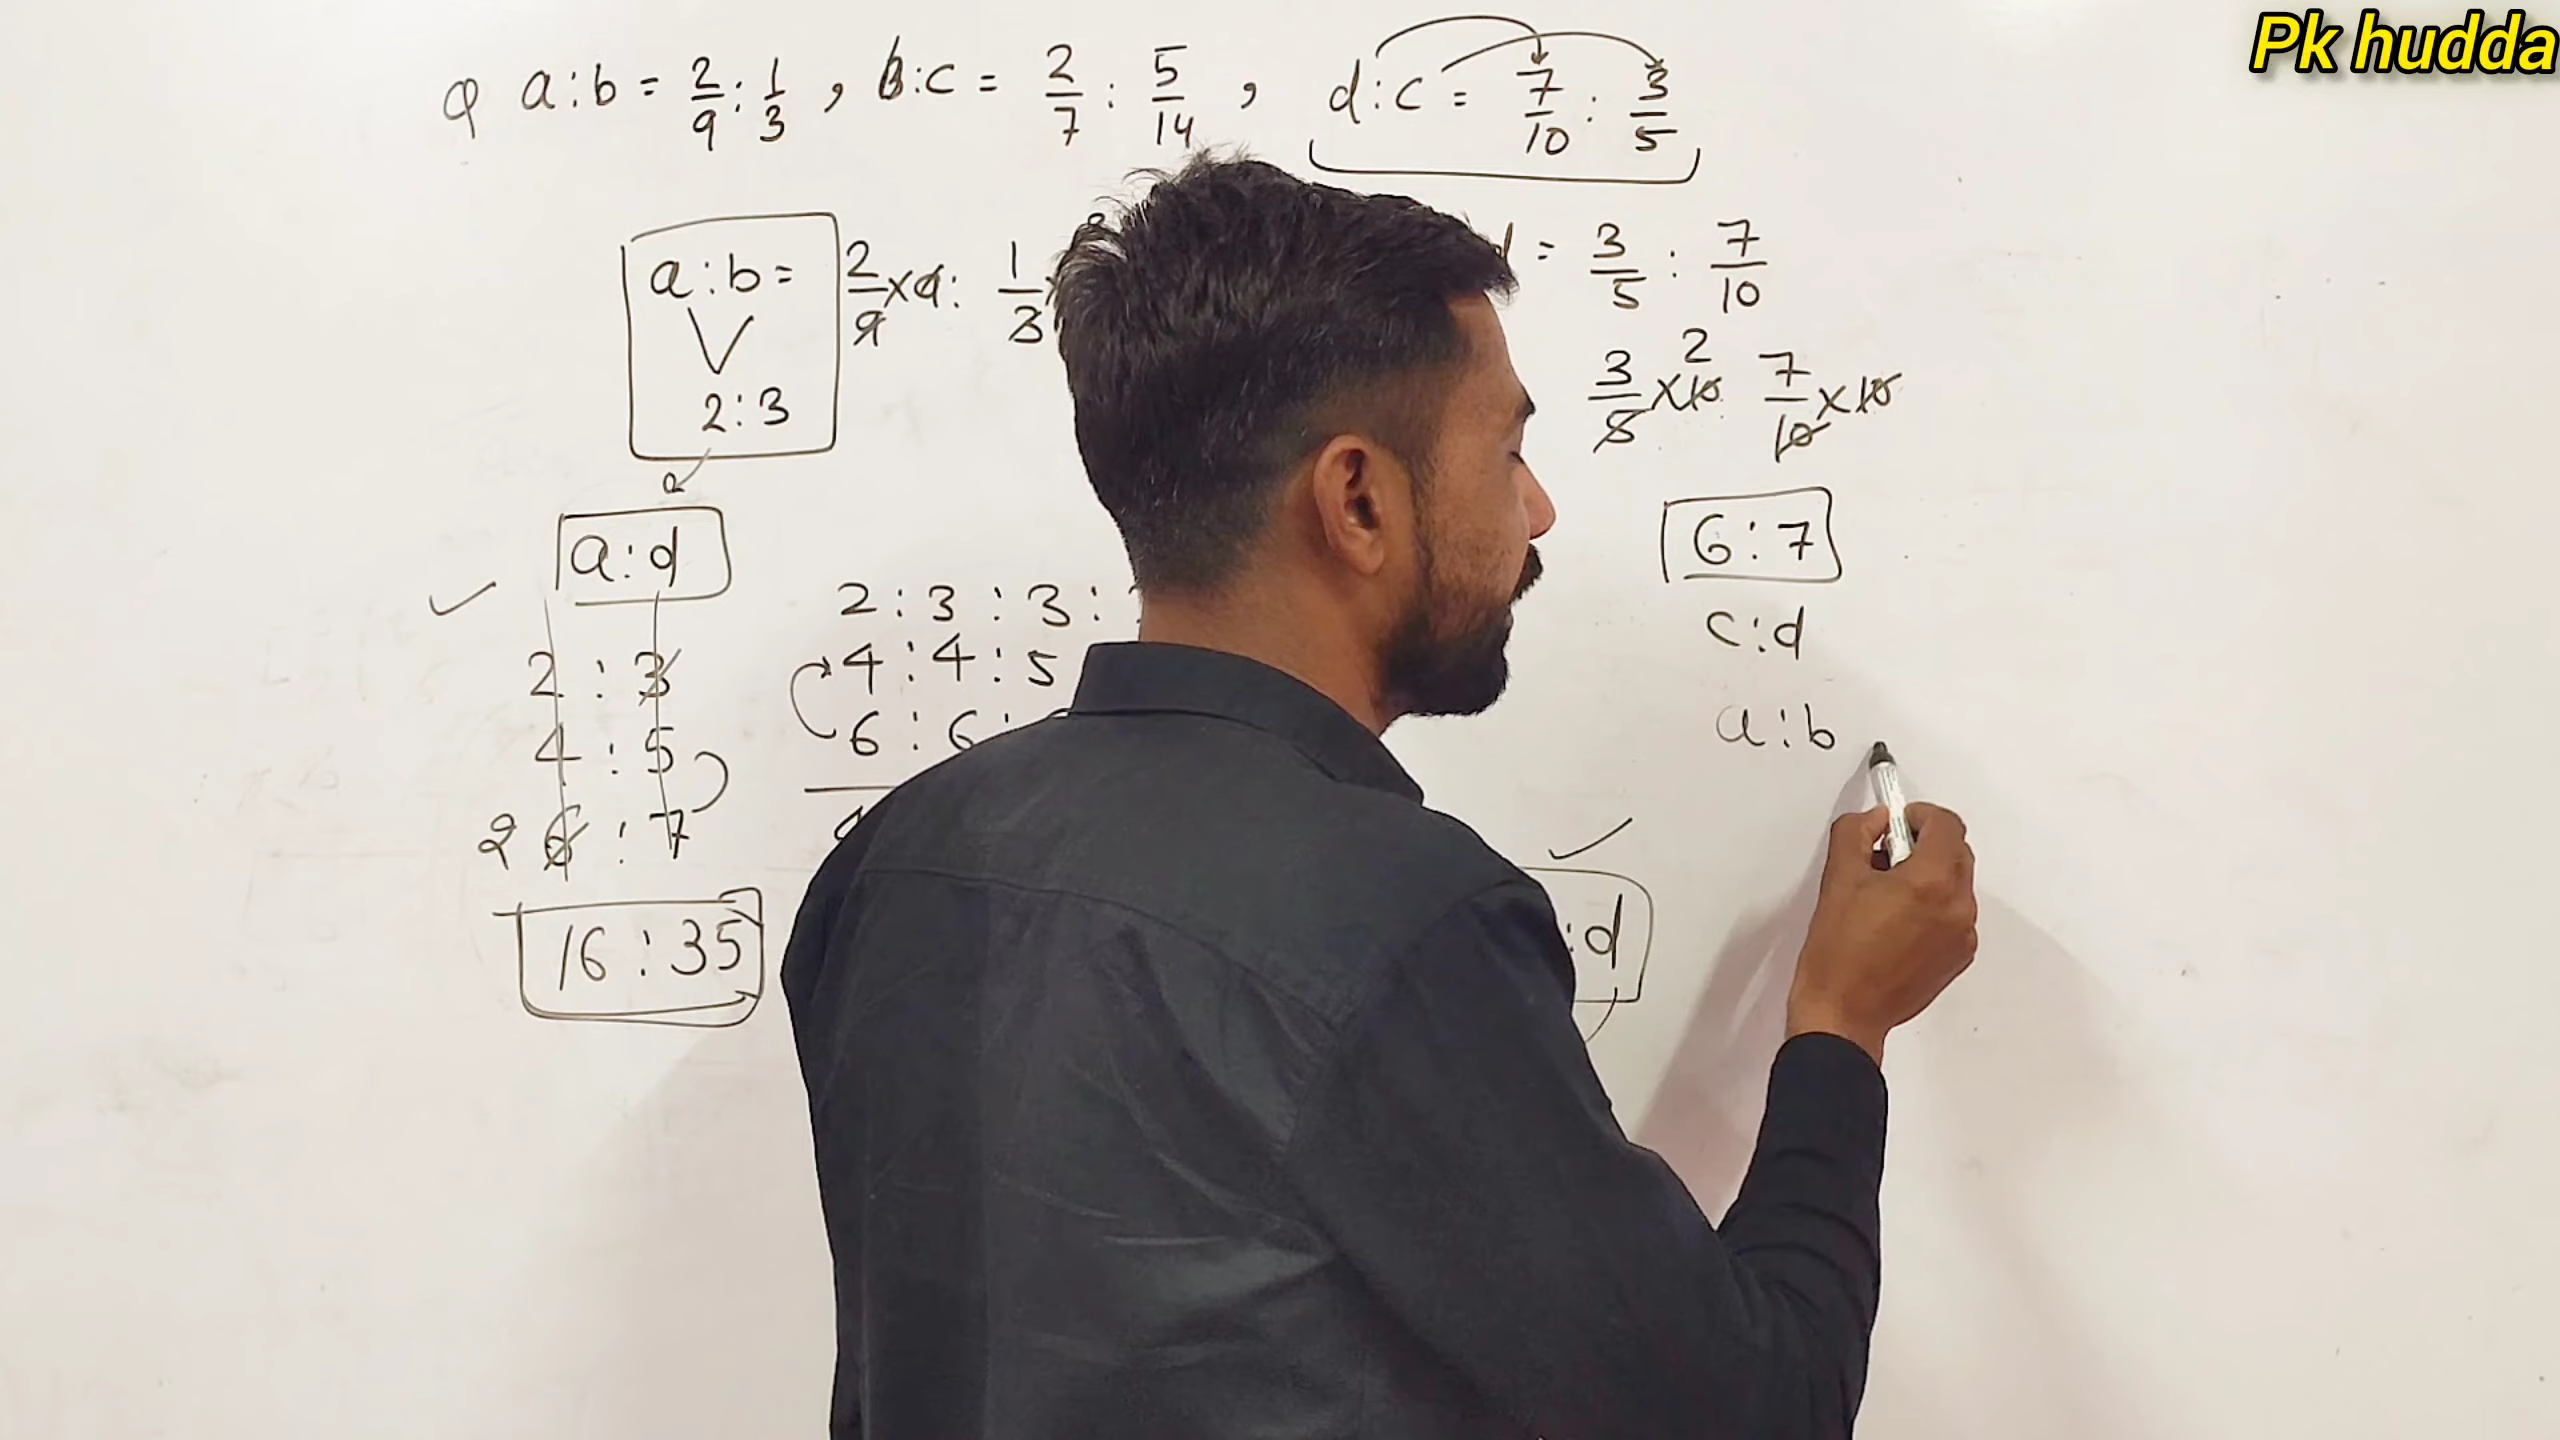 Pk hudda
Q a:b = 2/9 : 1/3 , b:c = 2/7 : 5/14 , d:c = 7/10 : 3/5
a:b = 2/9 × 9 : 1/3 ×
2:3
d = 3/5 : 7/10
3/5 × 10 2 7/10 × 10
6:7
c:d
a:b
a
a:d
2:3
4:5
2 6:7
16:35
2:3:3:
4:4:5
6:6:
:d